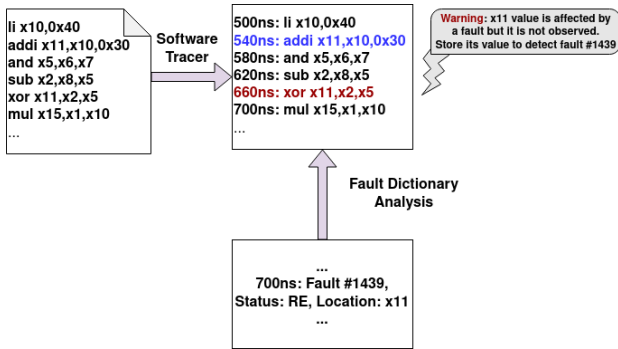 li x10,0x40
addi x11,x10,0x30
and x5,x6,x7
sub x2,x8,x5
xor x11,x2,x5
mul x15,x1,x10
...
Software
Tracer
500ns: li x10,0x40
540ns: addi x11,x10,0x30
580ns: and x5,x6,x7
620ns: sub x2,x8,x5
660ns: xor x11,x2,x5
700ns: mul x15,x1,x10
...
Warning: x11 value is affected by
a fault but it is not observed.
Store its value to detect fault #1439
Fault Dictionary
Analysis
...
700ns: Fault #1439,
Status: RE, Location: x11
...